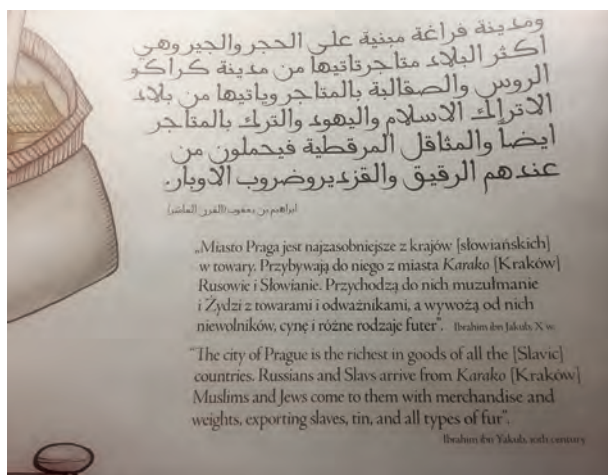 ومدينة فراغة مبنية على الحجر والجير وهي
أكثر البلاد متاجر تاتيها من مدينة كراكو
الروس والصقالبة بالمتاجر وياتيها من بلاد
الاتراك الاسلام واليهود والترك بالمتاجر
ايضاً والمثاقل المرقطية فيحملون من
عندهم الرقيق والقزدير وضروب الاوبار.
ابراهيم بن يعقوب (القرن العاشر)
„Miasto Praga jest najzasobniejsze z krajów [słowiańskich]
w towary. Przybywają do niego z miasta Karako [Kraków]
Rusowie i Słowianie. Przychodzą do nich muzułmanie
i Żydzi z towarami i odważnikami, a wywożą od nich
niewolników, cynę i różne rodzaje futer”. Ibrahim ibn Jakub, X w.
“The city of Prague is the richest in goods of all the [Slavic]
countries. Russians and Slavs arrive from Karako [Kraków]
Muslims and Jews come to them with merchandise and
weights, exporting slaves, tin, and all types of fur”.
Ibrahim ibn Yakub, 10th century